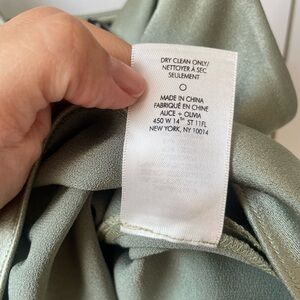 DRY CLEAN ONLY/
NETTOYER À SEC
SEULEMENT
MADE IN CHINA
FABRIQUÉ EN CHINE
ALICE + OLIVIA
450 W 14TH ST 11FL
NEW YORK, NY 10014